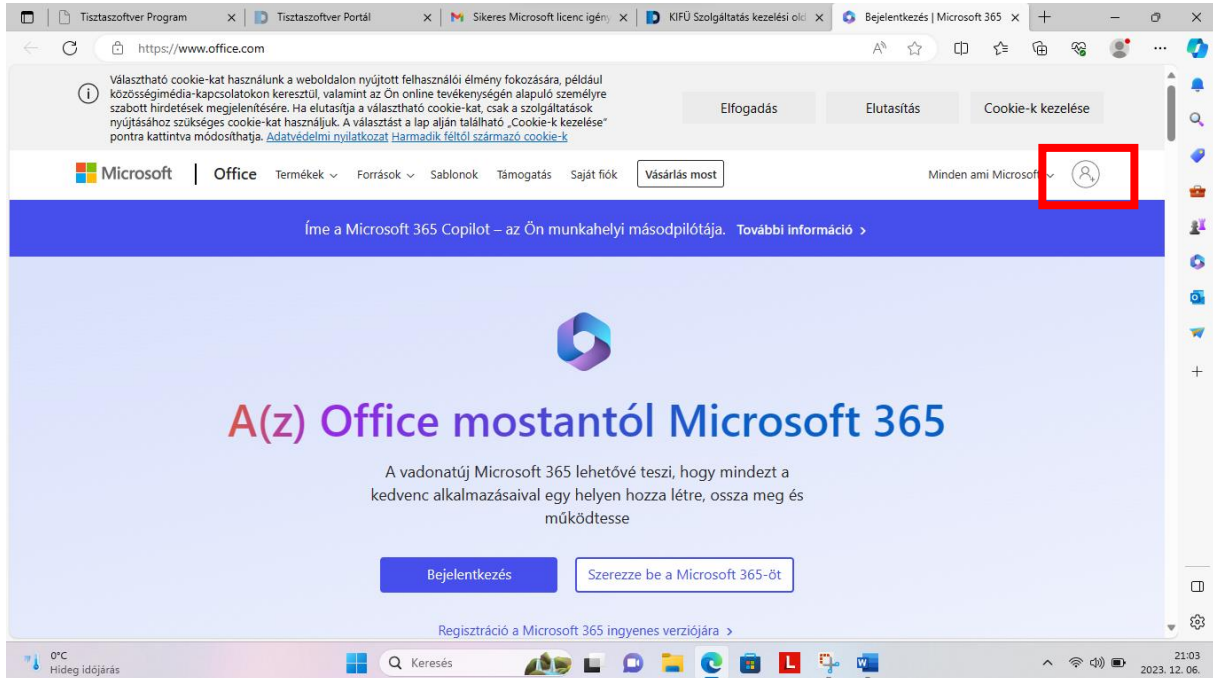 Tisztaszoftver Program
Tisztaszoftver Portál
Sikeres Microsoft licenc igény
KIFÜ Szolgáltatás kezelési old
Bejelentkezés | Microsoft 365
https://www.office.com
Választható cookie-kat használunk a weboldalon nyújtott felhasználói élmény fokozására, például
közösségimédia-kapcsolatokon keresztül, valamint az Ön online tevékenységén alapuló személyre
szabott hirdetések megjelenítésére. Ha elutasítja a választható cookie-kat, csak a szolgáltatások
nyújtásához szükséges cookie-kat használjuk. A választást a lap alján található „Cookie-k kezelése"
pontra kattintva módosíthatja. Adatvédelmi nyilatkozat Harmadik féltől származó cookie-k
Elfogadás
Elutasítás
Cookie-k kezelése
Microsoft | Office Termékek Források Sablonok Támogatás Saját fiók Vásárlás most Minden ami Microsoft
Íme a Microsoft 365 Copilot – az Ön munkahelyi másodpilótája. További információ >
A(z) Office mostantól Microsoft 365
A vadonatúj Microsoft 365 lehetővé teszi, hogy mindezt a
kedvenc alkalmazásaival egy helyen hozza létre, ossza meg és
működtesse
Bejelentkezés
Szerezze be a Microsoft 365-öt
Regisztráció a Microsoft 365 ingyenes verziójára >
0°C
Hideg időjárás
Keresés
21:03
2023. 12. 06.